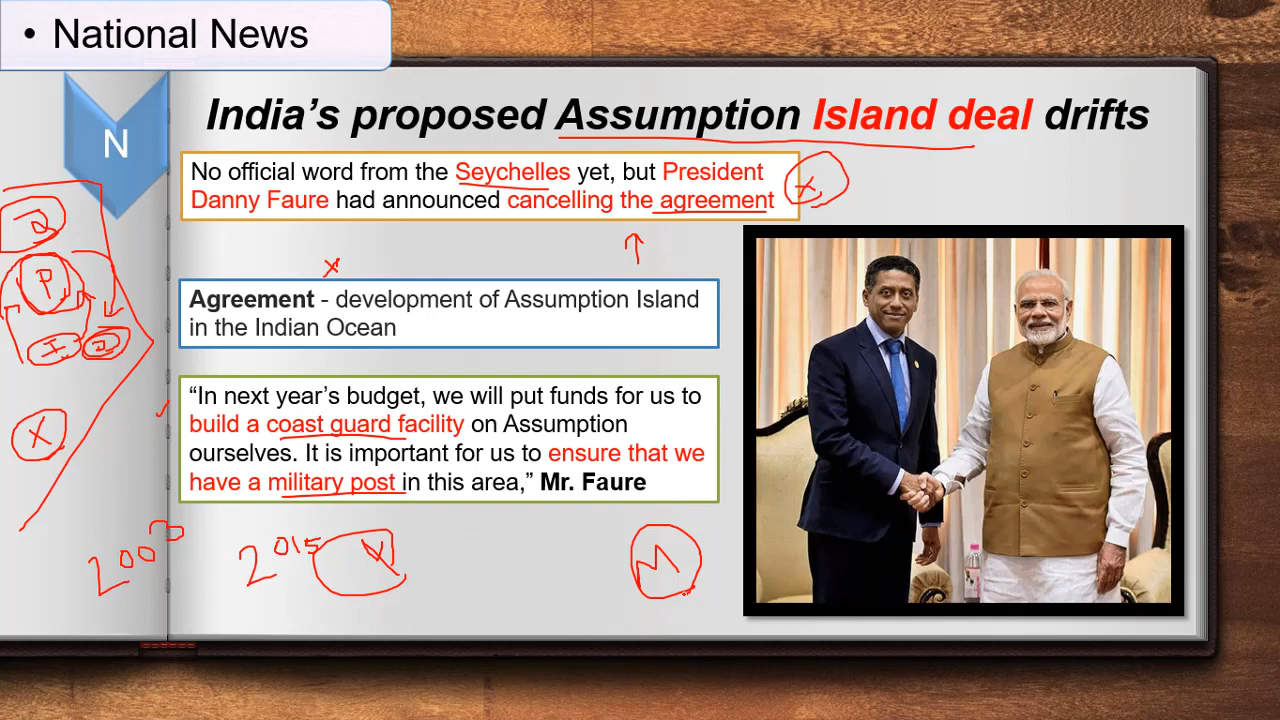 • National News
N
India's proposed Assumption Island deal drifts
No official word from the Seychelles yet, but President
Danny Faure had announced cancelling the agreement
Agreement - development of Assumption Island
in the Indian Ocean
"In next year's budget, we will put funds for us to
build a coast guard facility on Assumption
ourselves. It is important for us to ensure that we
have a military post in this area," Mr. Faure
P
I
X
2003
2015
M